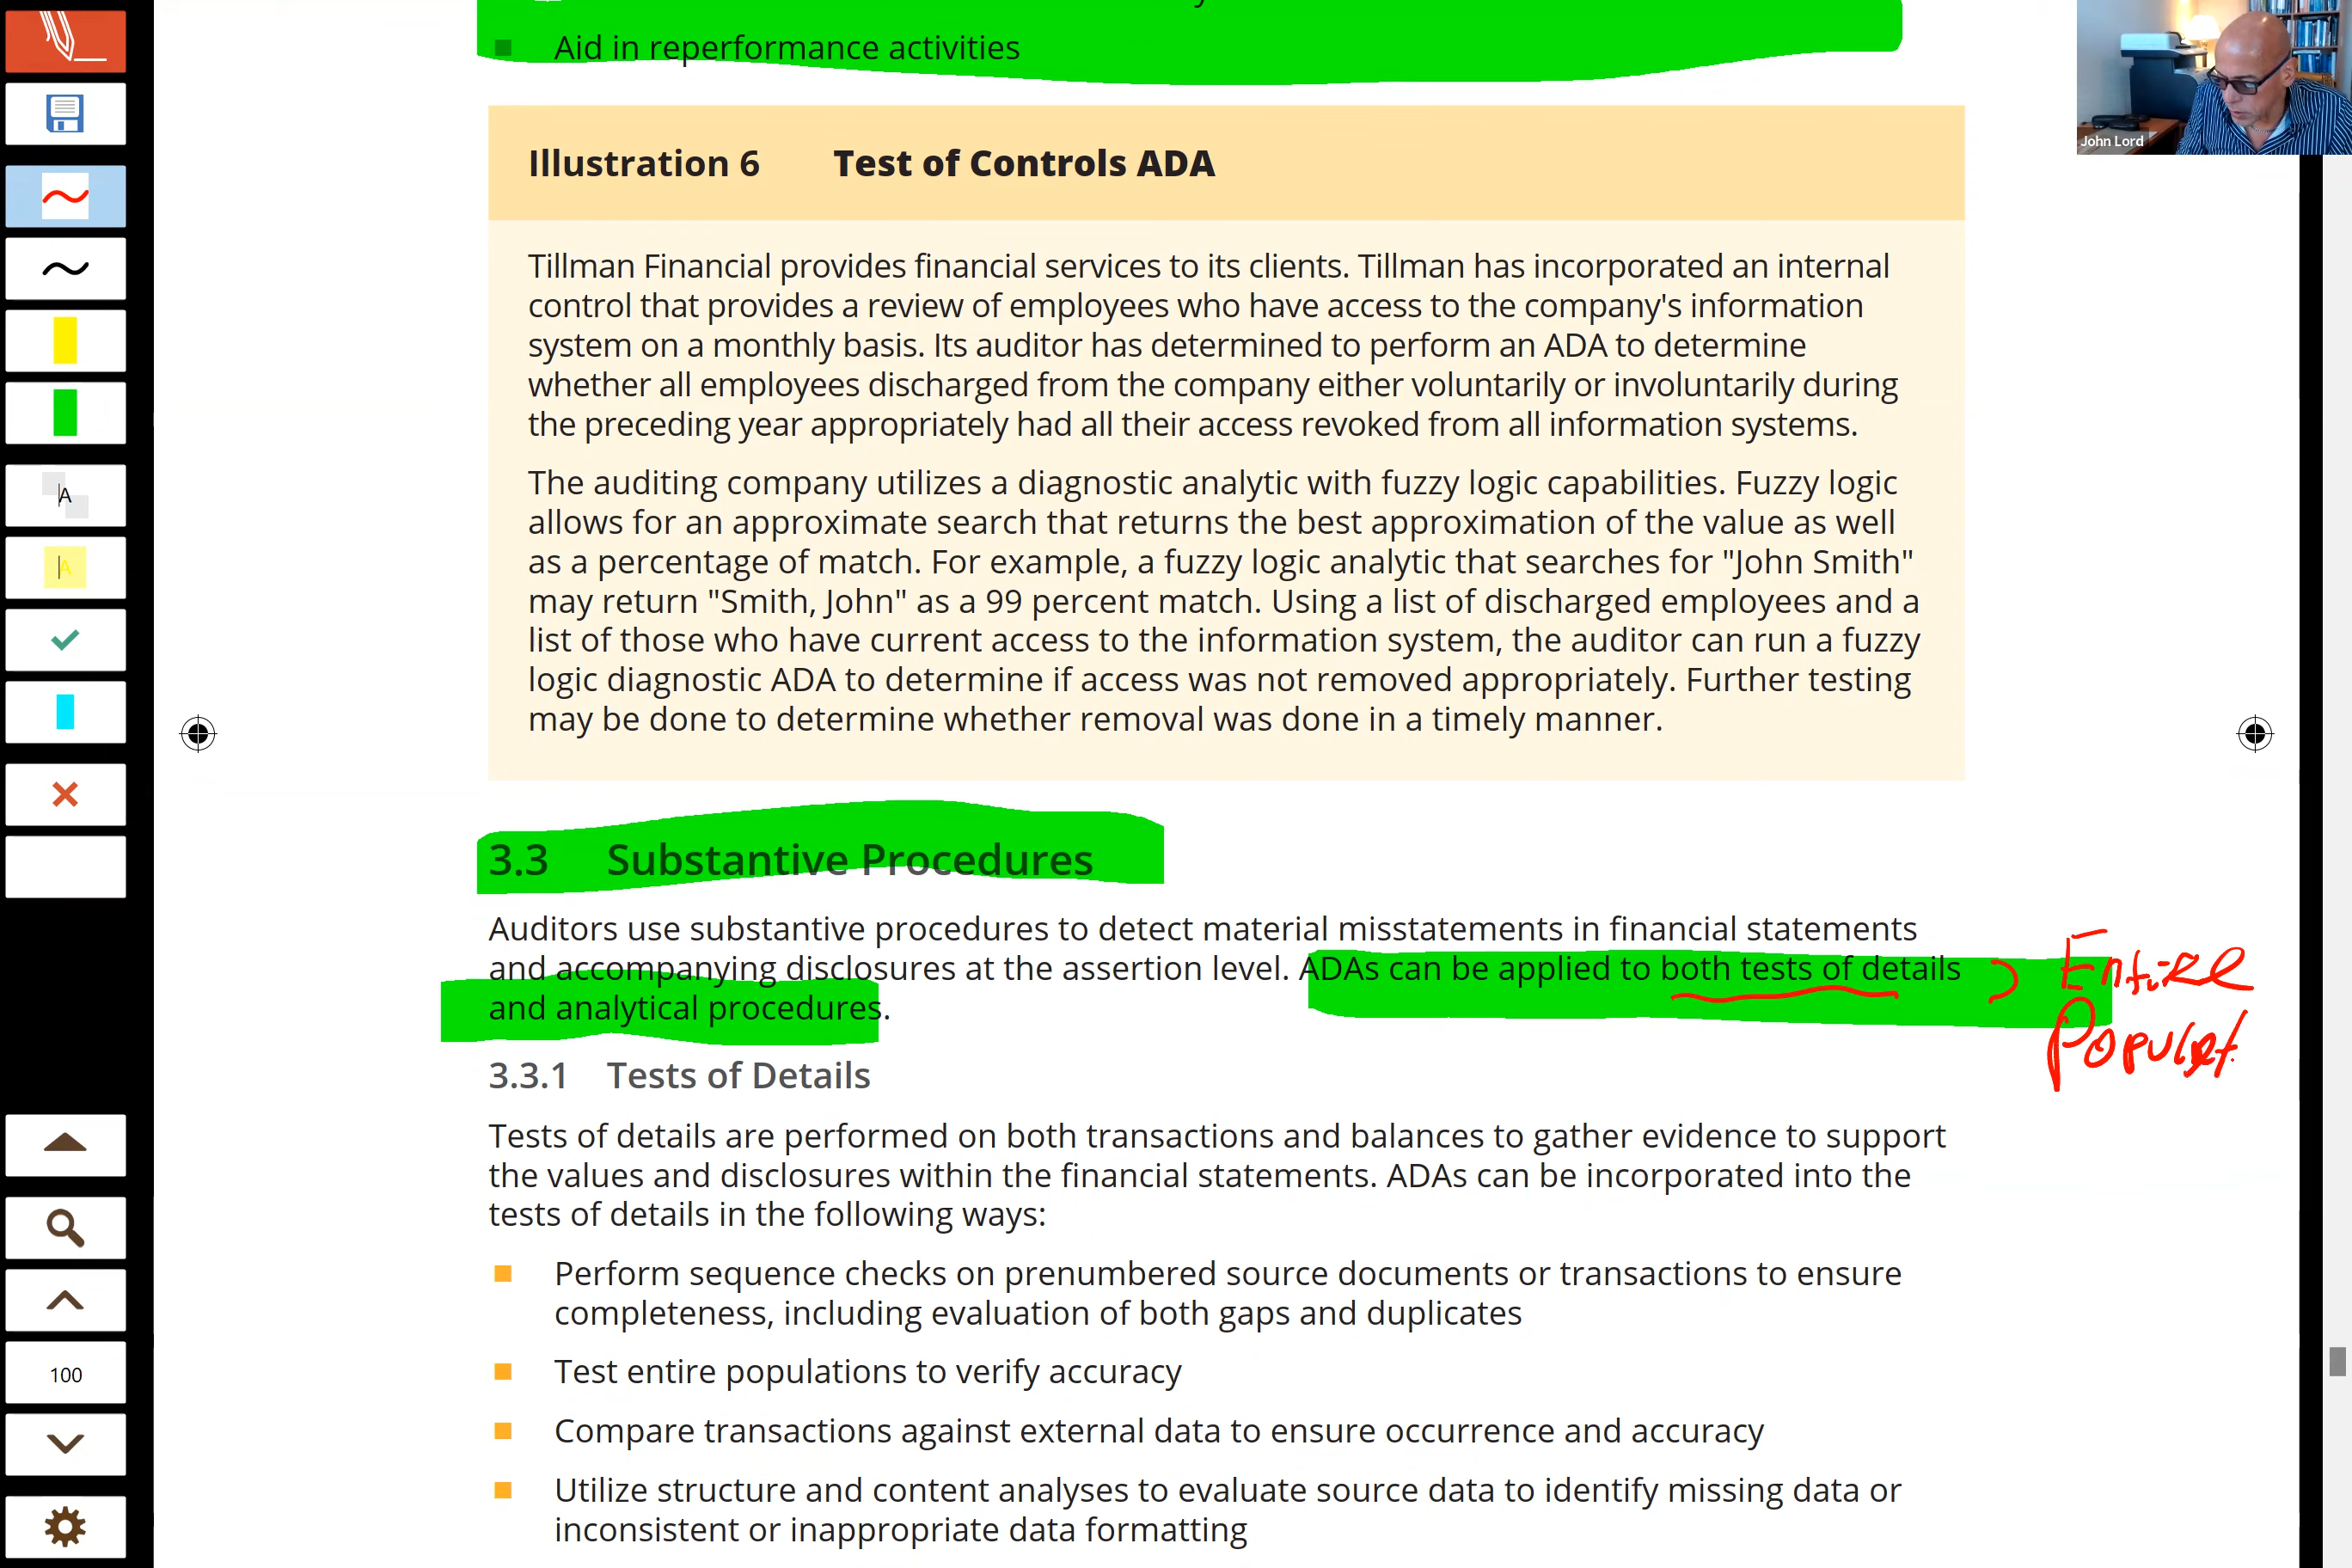 Aid in reperformance activities
John Lord
Illustration 6 Test of Controls ADA
Tillman Financial provides financial services to its clients. Tillman has incorporated an internal
control that provides a review of employees who have access to the company's information
system on a monthly basis. Its auditor has determined to perform an ADA to determine
whether all employees discharged from the company either voluntarily or involuntarily during
the preceding year appropriately had all their access revoked from all information systems.
The auditing company utilizes a diagnostic analytic with fuzzy logic capabilities. Fuzzy logic
allows for an approximate search that returns the best approximation of the value as well
as a percentage of match. For example, a fuzzy logic analytic that searches for "John Smith"
may return "Smith, John" as a 99 percent match. Using a list of discharged employees and a
list of those who have current access to the information system, the auditor can run a fuzzy
logic diagnostic ADA to determine if access was not removed appropriately. Further testing
may be done to determine whether removal was done in a timely manner.
3.3 Substantive Procedures
Auditors use substantive procedures to detect material misstatements in financial statements
and accompanying disclosures at the assertion level. ADAs can be applied to both tests of details
and analytical procedures.
Entire
3.3.1 Tests of Details
Tests of details are performed on both transactions and balances to gather evidence to support
the values and disclosures within the financial statements. ADAs can be incorporated into the
tests of details in the following ways:
Perform sequence checks on prenumbered source documents or transactions to ensure
completeness, including evaluation of both gaps and duplicates
Test entire populations to verify accuracy
Compare transactions against external data to ensure occurrence and accuracy
Utilize structure and content analyses to evaluate source data to identify missing data or
inconsistent or inappropriate data formatting
A
A
100